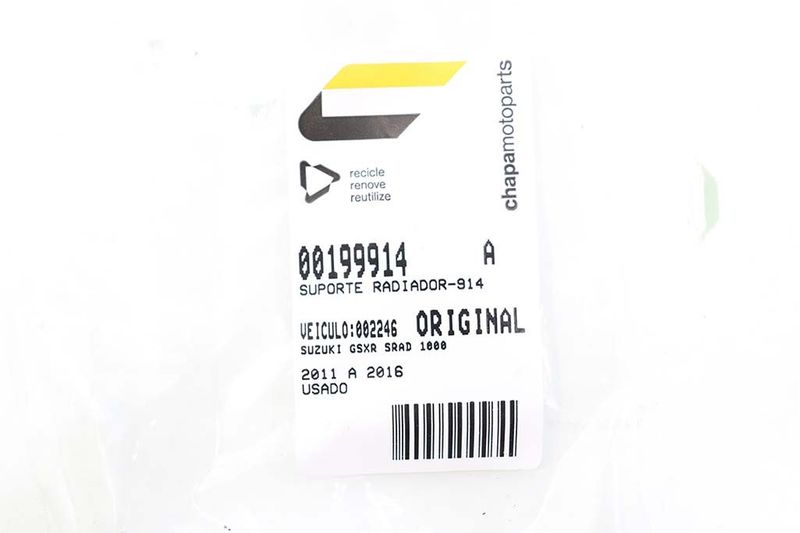 chapamotoparts
recicle
renove
reutilize
00199914 A
SUPORTE RADIADOR-914
VEICULO:002246 ORIGINAL
SUZUKI GSXR SRAD 1000
2011 A 2016
USADO